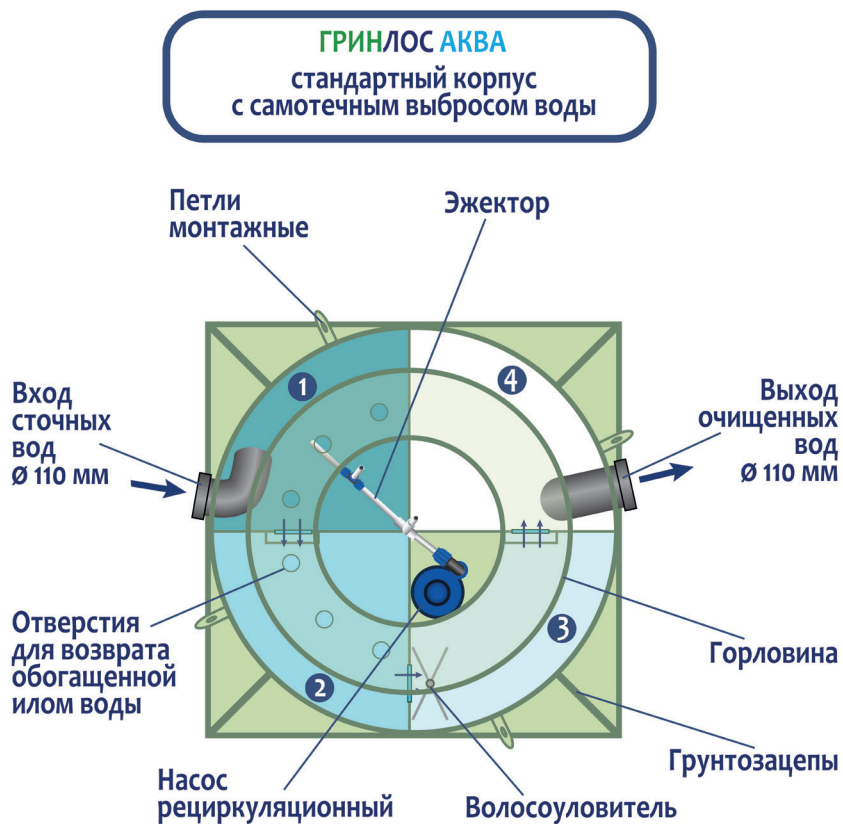 ГРИНЛОС АКВА
стандартный корпус
с самотечным выбросом воды
Петли
монтажные
Эжектор
Вход
сточных
вод
Ø 110 мм
Выход
очищенных
вод
Ø 110 мм
1
4
2
3
Отверстия
для возврата
обогащенной
илом воды
Горловина
Грунтозацепы
Насос
рециркуляционный
Волосоуловитель